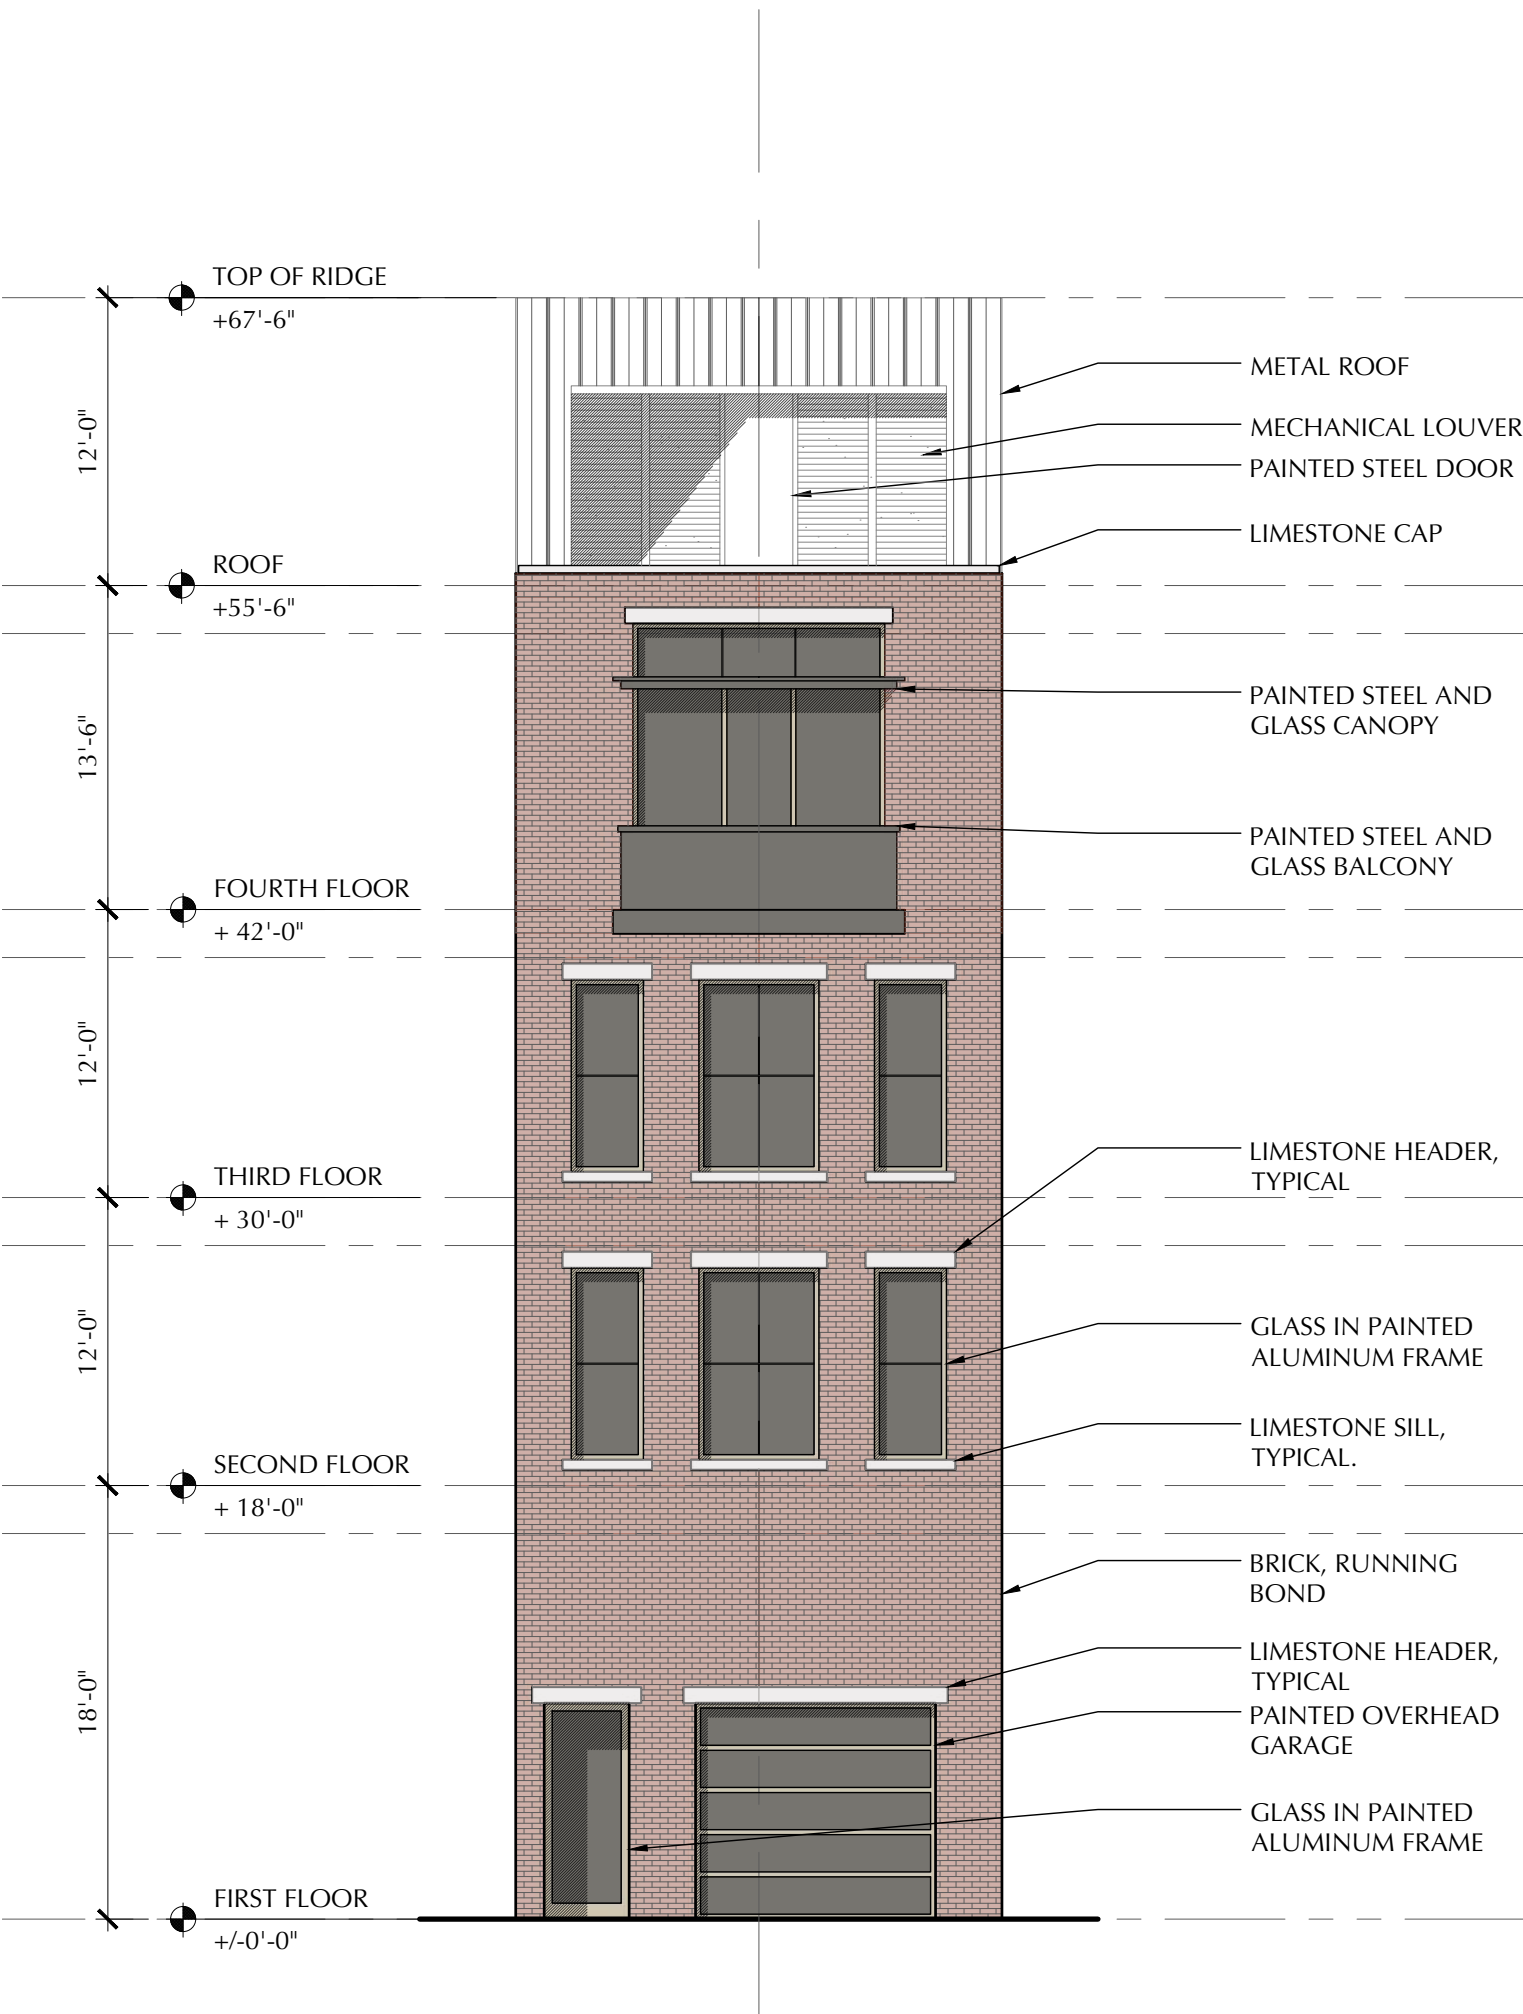 TOP OF RIDGE
+67'-6"
METAL ROOF
MECHANICAL LOUVER
12'-0"
PAINTED STEEL DOOR
LIMESTONE CAP
ROOF
+55'-6"
PAINTED STEEL AND
GLASS CANOPY
13'-6"
PAINTED STEEL AND
GLASS BALCONY
FOURTH FLOOR
+ 42'-0"
12'-0"
LIMESTONE HEADER,
TYPICAL
THIRD FLOOR
+ 30'-0"
GLASS IN PAINTED
ALUMINUM FRAME
12'-0"
LIMESTONE SILL,
TYPICAL.
SECOND FLOOR
+ 18'-0"
BRICK, RUNNING
BOND
LIMESTONE HEADER,
TYPICAL
18'-0"
PAINTED OVERHEAD
GARAGE
GLASS IN PAINTED
ALUMINUM FRAME
FIRST FLOOR
+/-0'-0"